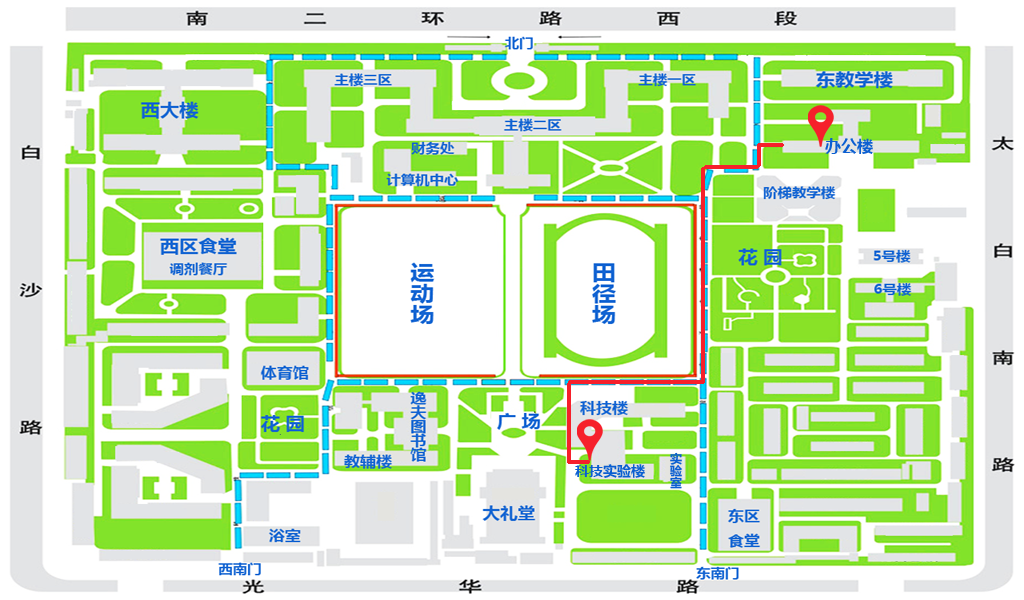 南二环路西段
北门
主楼三区
主楼一区
东教学楼
西大楼
主楼二区
办公楼
财务处
计算机中心
阶梯教学楼
白沙路
太白南路
西区食堂
调剂餐厅
运动场
田径场
花园
5号楼
6号楼
体育馆
花园
逸夫图书馆
教辅楼
广场
科技楼
科技实验楼
实验室
大礼堂
浴室
东区
食堂
西南门
东南门
光华路